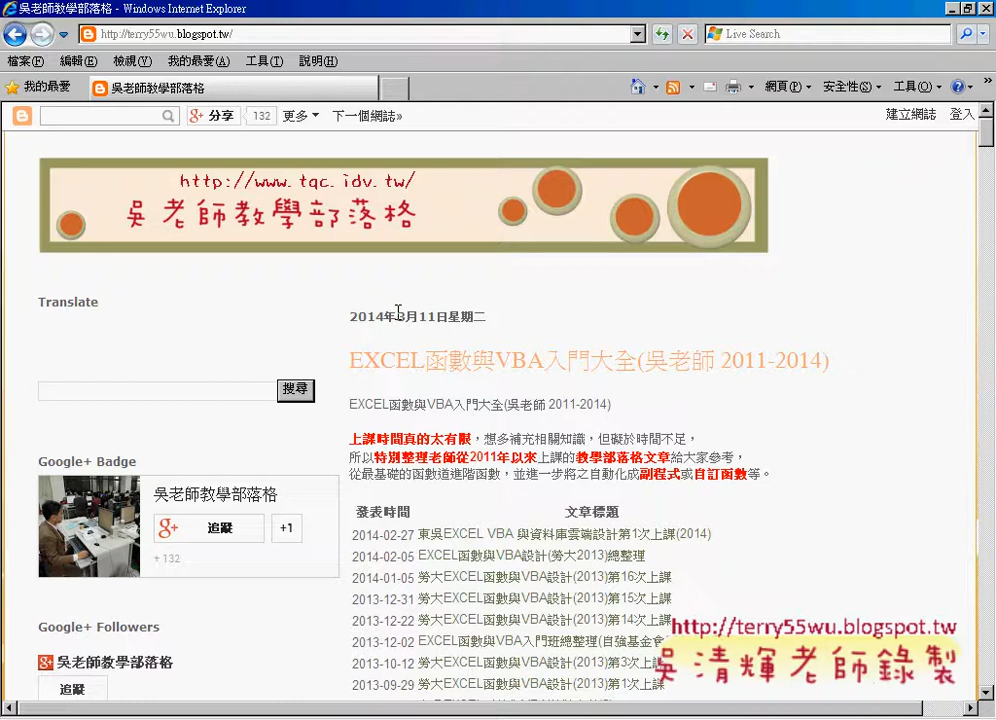 吳老師教學部落格 - Windows Internet Explorer
http://terry55wu.blogspot.tw/
Live Search
檔案(F) 編輯(E) 檢視(V) 我的最愛(A) 工具(T) 說明(H)
我的最愛 吳老師教學部落格
網頁(P) 安全性(S) 工具(O)
分享 132 更多 下一個網誌» 建立網誌 登入
http://www.tqc.idv.tw/
吳老師教學部落格
Translate
2014年3月11日星期二
EXCEL函數與VBA入門大全(吳老師 2011-2014)
搜尋
EXCEL函數與VBA入門大全(吳老師 2011-2014)
上課時間真的太有限，想多補充相關知識，但礙於時間不足，
所以特別整理老師從2011年以來上課的教學部落格文章給大家參考，
從最基礎的函數道進階函數，並進一步將之自動化成副程式或自訂函數等。
Google+ Badge
吳老師教學部落格
追蹤 +1
+ 132
發表時間 文章標題
2014-02-27 東吳EXCEL VBA 與資料庫雲端設計第1次上課(2014)
2014-02-05 EXCEL函數與VBA設計(勞大2013)總整理
2014-01-05 勞大EXCEL函數與VBA設計(2013)第16次上課
2013-12-31 勞大EXCEL函數與VBA設計(2013)第15次上課
2013-12-22 勞大EXCEL函數與VBA設計(2013)第14次上課
2013-12-02 EXCEL函數與VBA入門班總整理(自強基金會
2013-10-12 勞大EXCEL函數與VBA設計(2013)第3次上課
2013-09-29 勞大EXCEL函數與VBA設計(2013)第1次上課
Google+ Followers
吳老師教學部落格
追蹤
http://terry55wu.blogspot.tw
吳清輝老師錄製